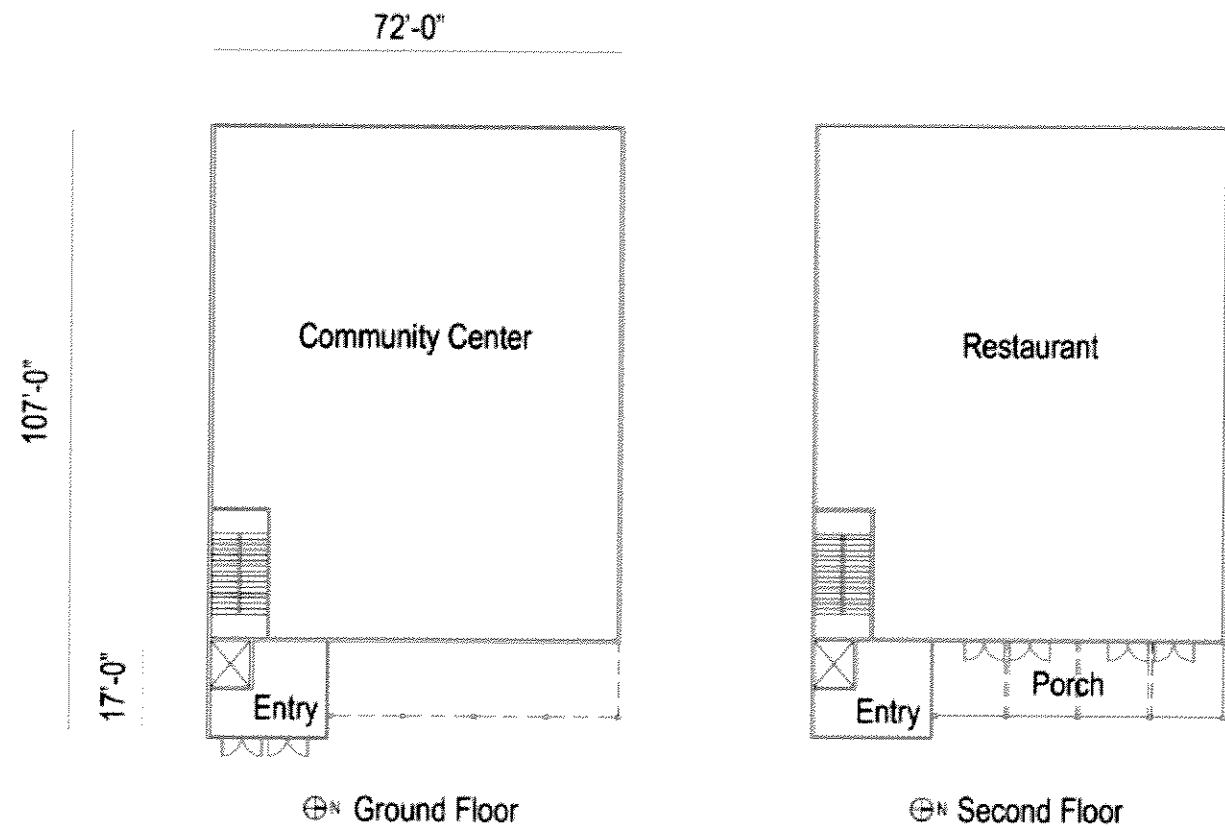 72'-0"
107'-0"
17'-0"
Community Center
Entry
N Ground Floor
Restaurant
Porch
Entry
N Second Floor